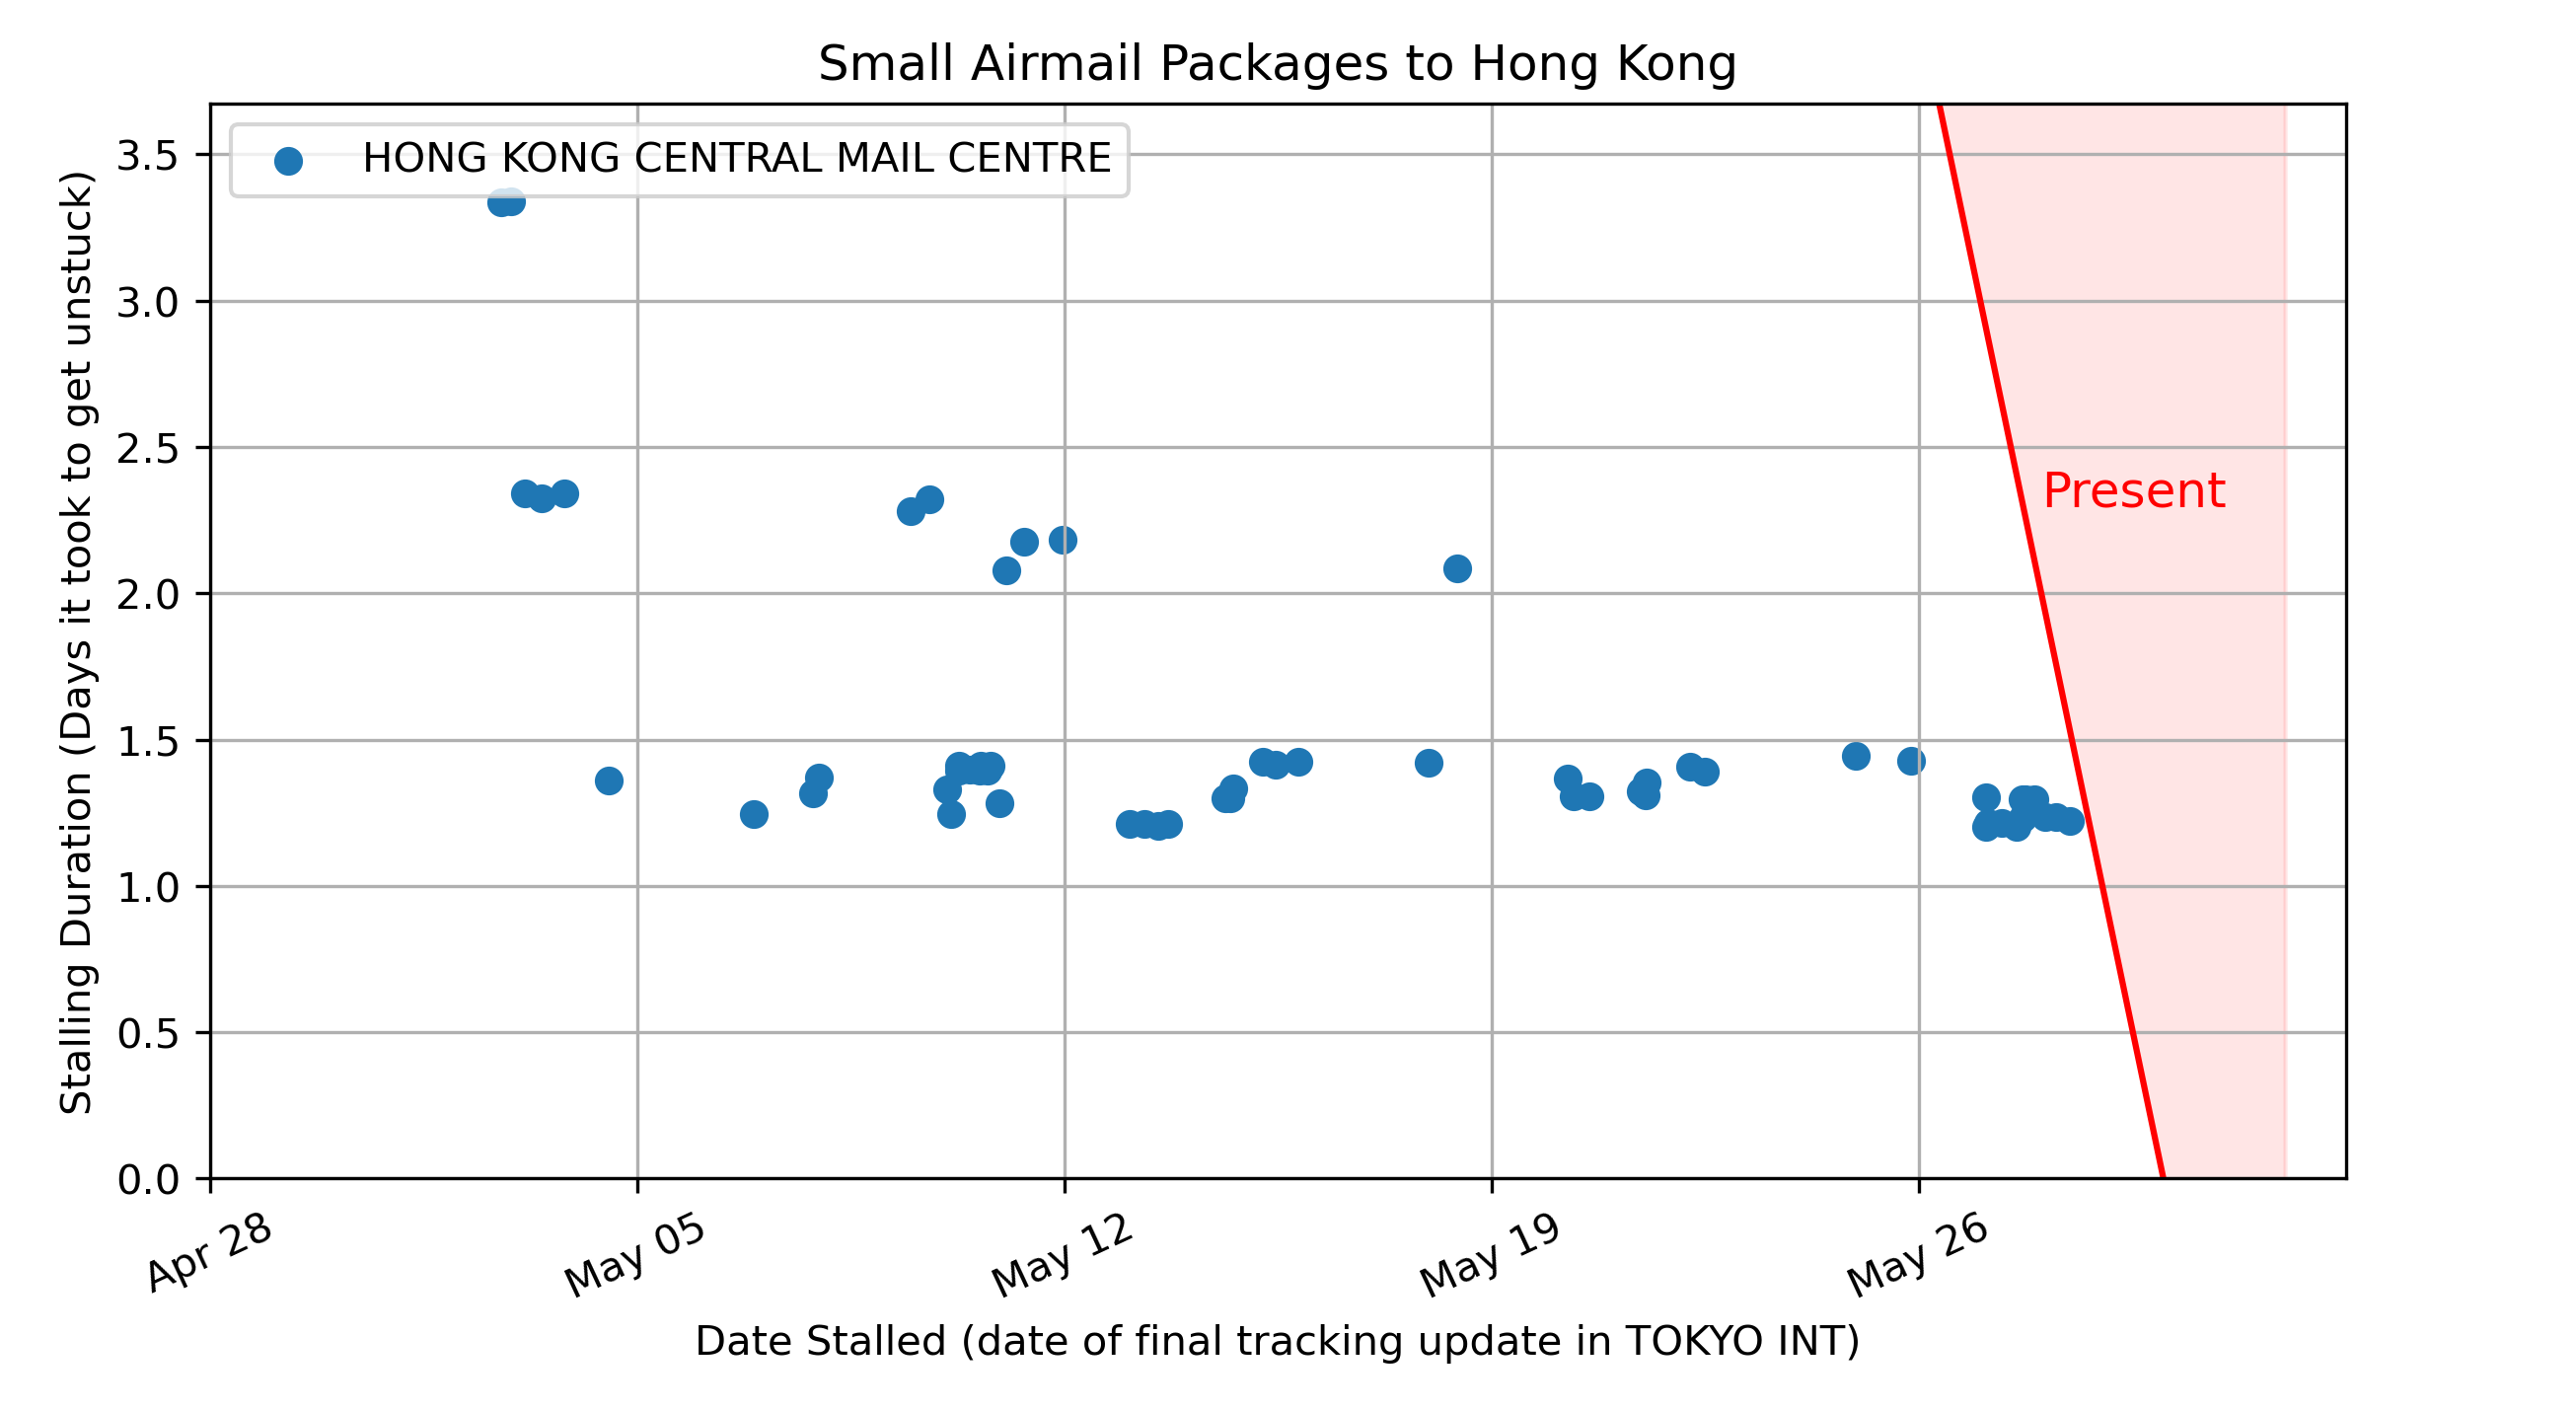 Small Airmail Packages to Hong Kong
HONG KONG CENTRAL MAIL CENTRE
Stalling Duration (Days it took to get unstuck)
3.5
3.0
2.5
2.0
1.5
1.0
0.5
0.0
Present
Apr 28
May 05
May 12
May 19
May 26
Date Stalled (date of final tracking update in TOKYO INT)